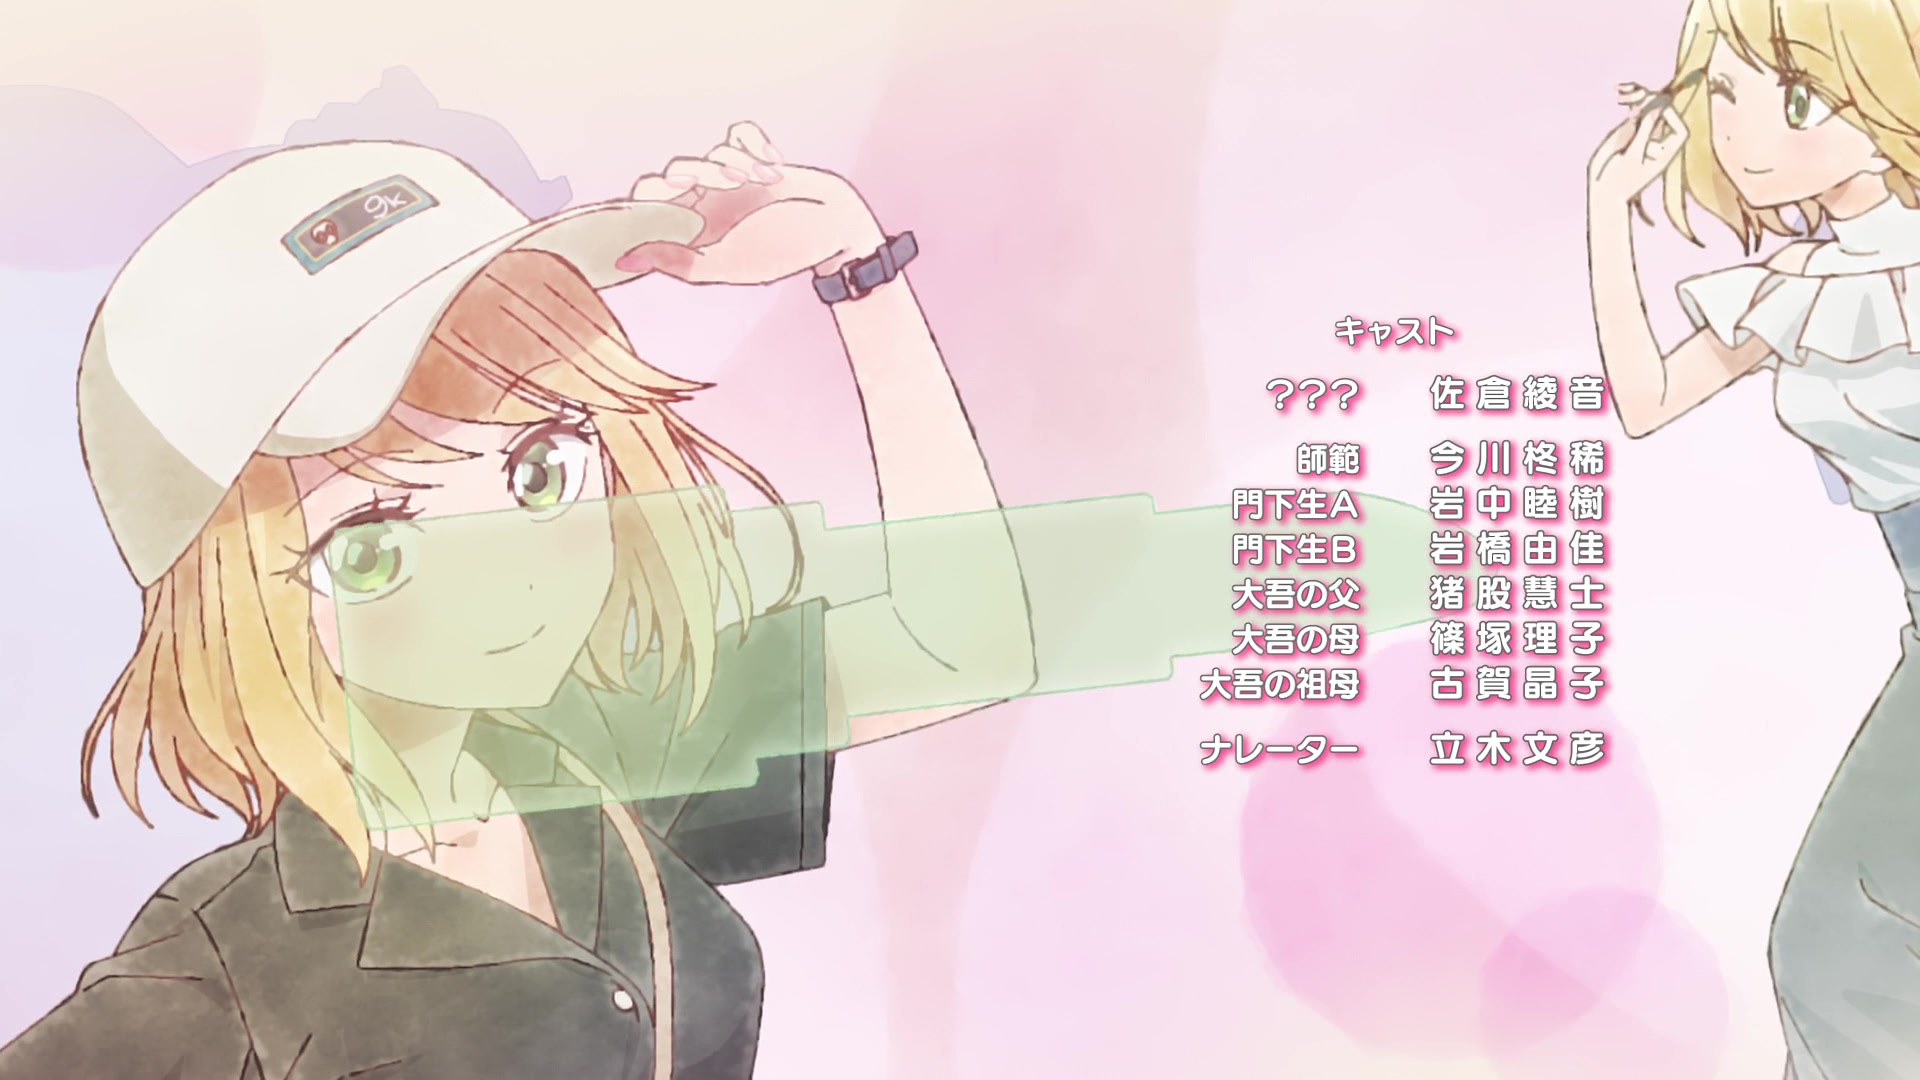 gk
キャスト
???　佐倉綾音
師範　今川柊稀
門下生A　岩中睦樹
門下生B　岩橋由佳
大吾の父　猪股慧士
大吾の母　篠塚理子
大吾の祖母　古賀晶子
ナレーター　立木文彦